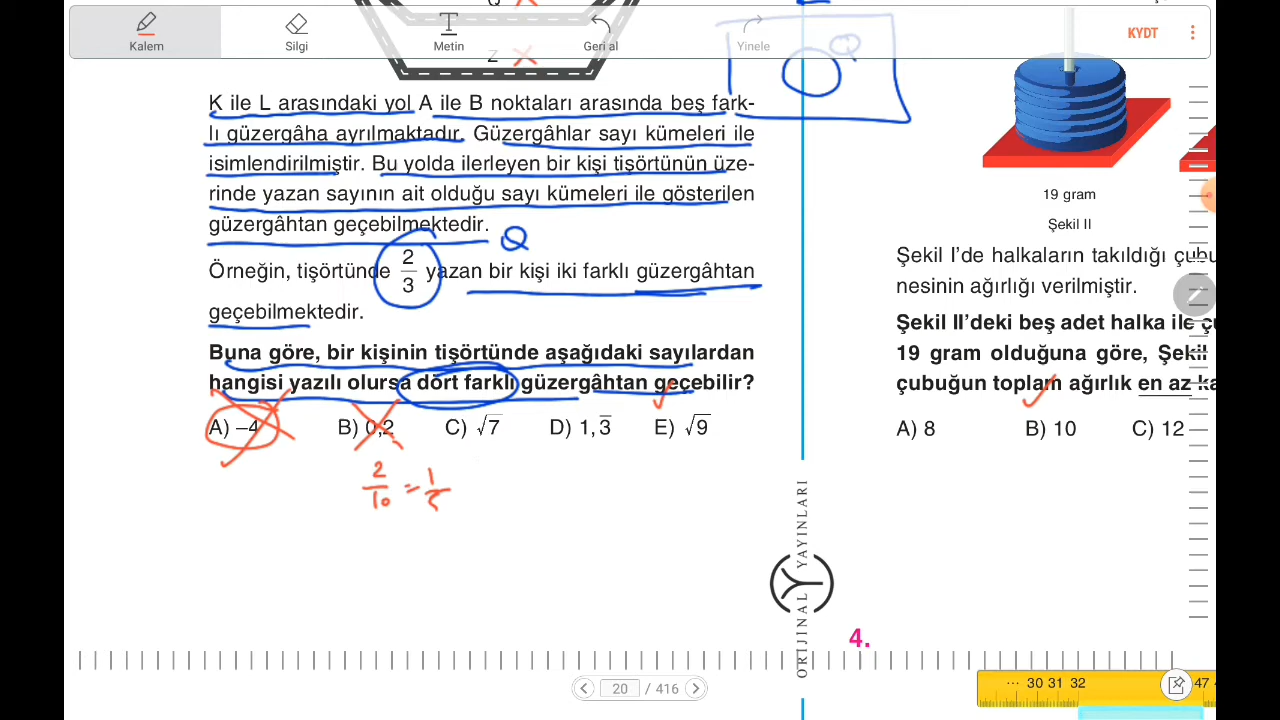 Kalem
Silgi
Metin
Geri al
Yinele
KYDT
Z
Q
K ile L arasındaki yol A ile B noktaları arasında beş fark-
lı güzergâha ayrılmaktadır. Güzergâhlar sayı kümeleri ile
isimlendirilmiştir. Bu yolda ilerleyen bir kişi tişörtünün üze-
rinde yazan sayının ait olduğu sayı kümeleri ile gösterilen
güzergâhtan geçebilmektedir.
Q
Örneğin, tişörtünde 2/3 yazan bir kişi iki farklı güzergâhtan
geçebilmektedir.
Buna göre, bir kişinin tişörtünde aşağıdaki sayılardan
hangisi yazılı olursa dört farklı güzergâhtan geçebilir?
A) –4 B) 0,2 C) √7 D) 1,3̅ E) √9
2/10 = 1/5
ORİJİNAL YAYINLARI
19 gram
Şekil II
Şekil I'de halkaların takıldığı
nesinin ağırlığı verilmiştir.
Şekil II'deki beş adet halka ile
19 gram olduğuna göre, Şekil
çubuğun toplam ağırlık en az
A) 8 B) 10 C) 12
4.
20 / 416
··· 30 31 32
47